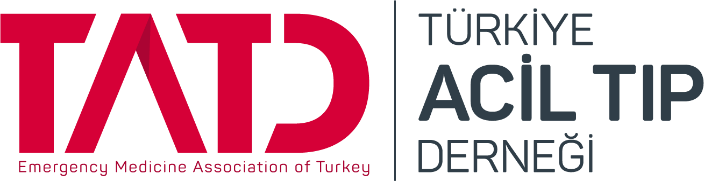 TATD
Emergency Medicine Association of Turkey
TÜRKİYE
ACİL TIP
DERNEĞİ